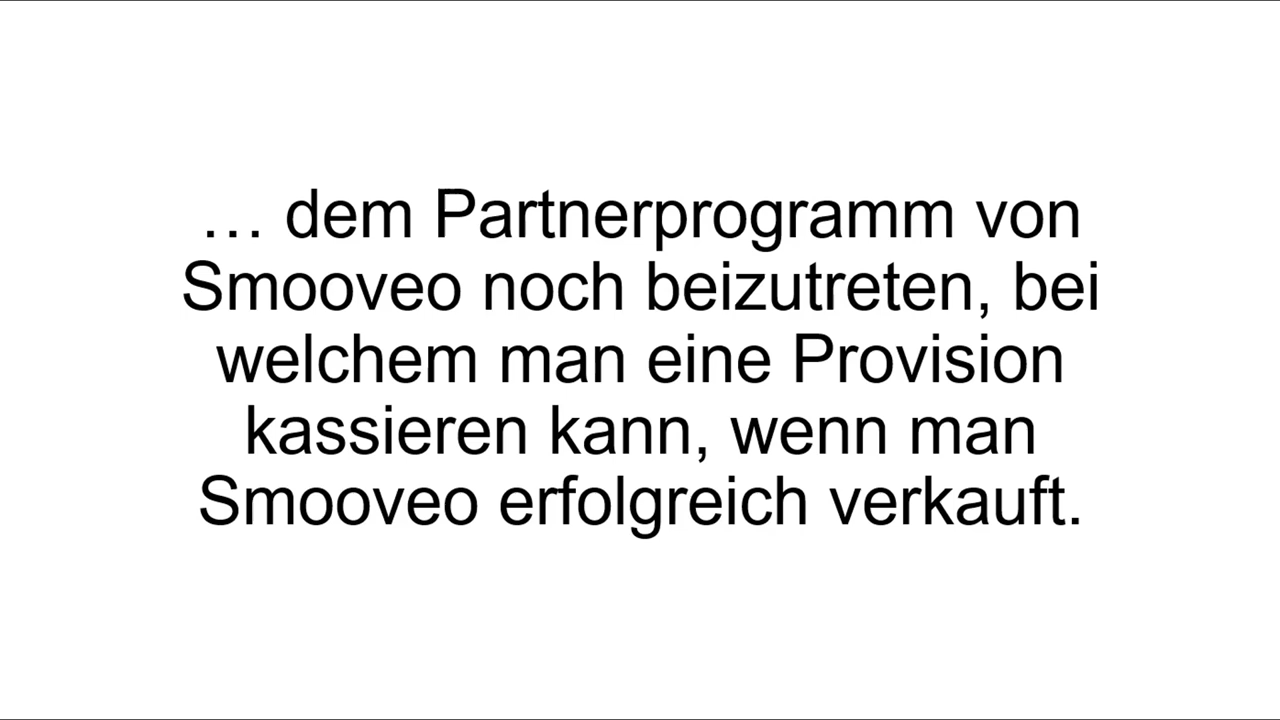 … dem Partnerprogramm von
Smooveo noch beizutreten, bei
welchem man eine Provision
kassieren kann, wenn man
Smooveo erfolgreich verkauft.